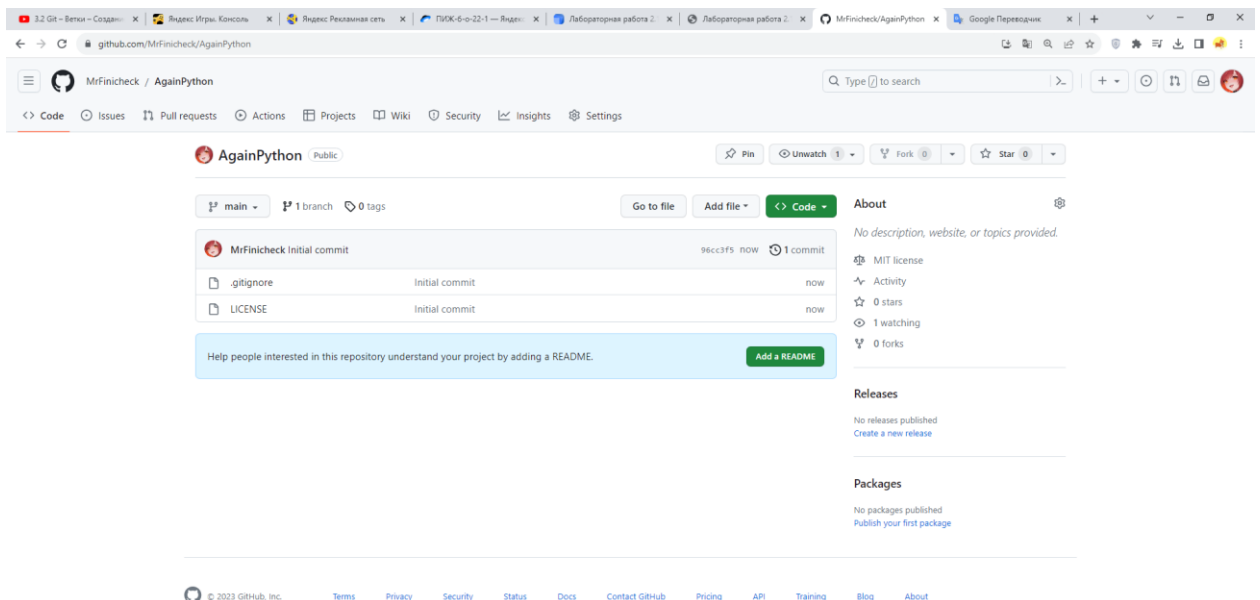 3.2 Git – Ветки – Создани
Яндекс Игры. Консоль
Яндекс Рекламная сеть
ПИЖ-б-о-22-1 — Яндекс
Лабораторная работа 2.
Лабораторная работа 2.
MrFinicheck/AgainPython
Google Переводчик
github.com/MrFinicheck/AgainPython
MrFinicheck / AgainPython
Type / to search
Code Issues Pull requests Actions Projects Wiki Security Insights Settings
AgainPython Public
Pin Unwatch 1 Fork 0 Star 0
main 1 branch 0 tags Go to file Add file Code
MrFinicheck Initial commit 96cc3f5 now 1 commit
.gitignore Initial commit now
LICENSE Initial commit now
Help people interested in this repository understand your project by adding a README. Add a README
About
No description, website, or topics provided.
MIT license
Activity
0 stars
1 watching
0 forks
Releases
No releases published
Create a new release
Packages
No packages published
Publish your first package
© 2023 GitHub, Inc. Terms Privacy Security Status Docs Contact GitHub Pricing API Training Blog About